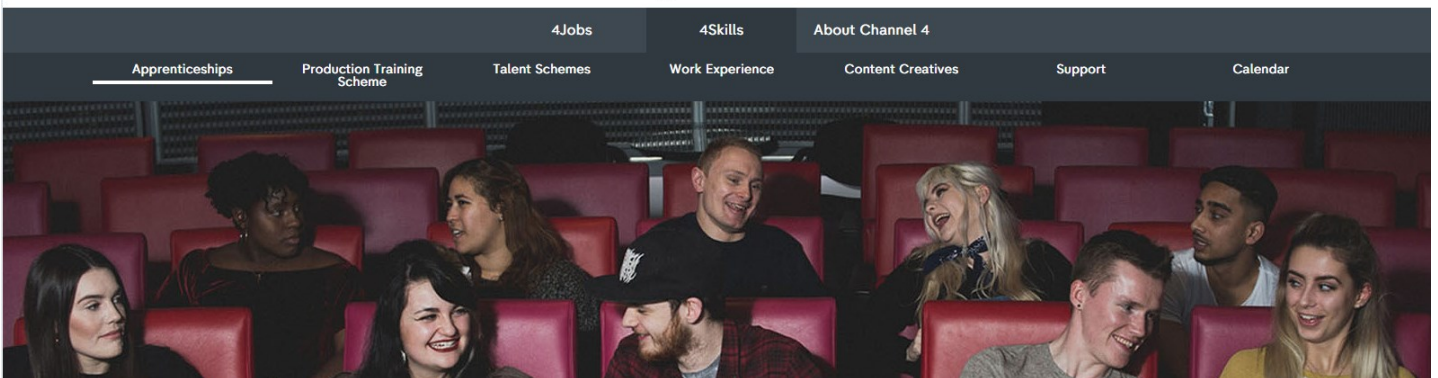 4Jobs 4Skills About Channel 4
Apprenticeships Production Training Talent Schemes Work Experience Content Creatives Support Calendar
Scheme